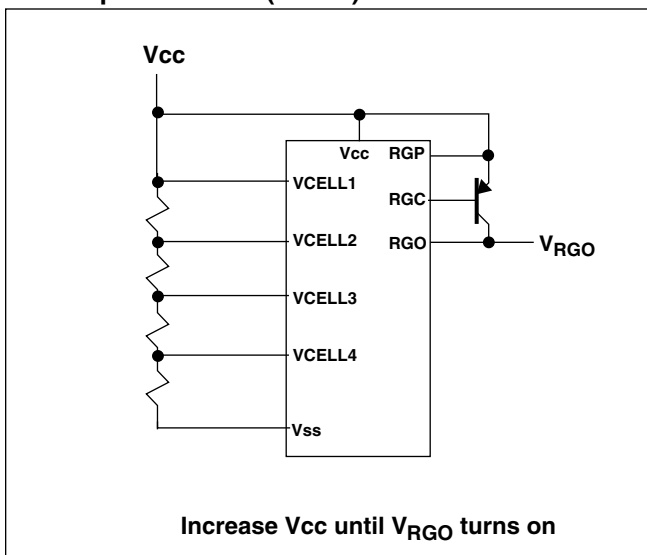 Vcc
Vcc RGP
VCELL1
RGC
VCELL2
RGO
VRGO
VCELL3
VCELL4
Vss
Increase Vcc until VRGO turns on